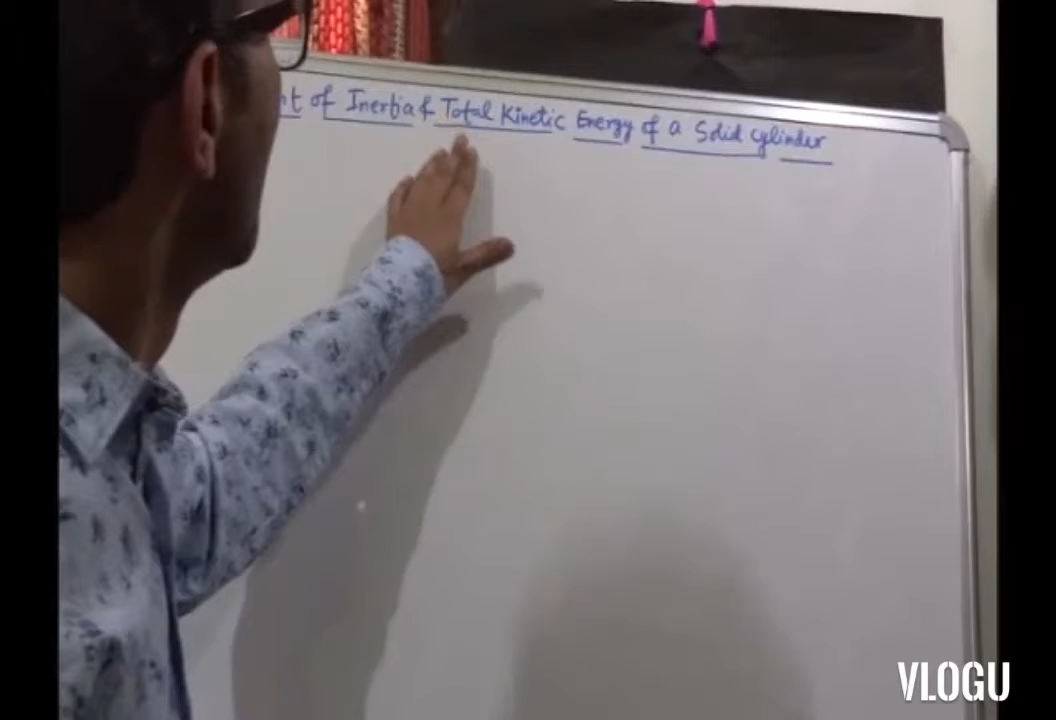 of Inertia & Total Kinetic Energy of a Solid cylinder
VLOGU